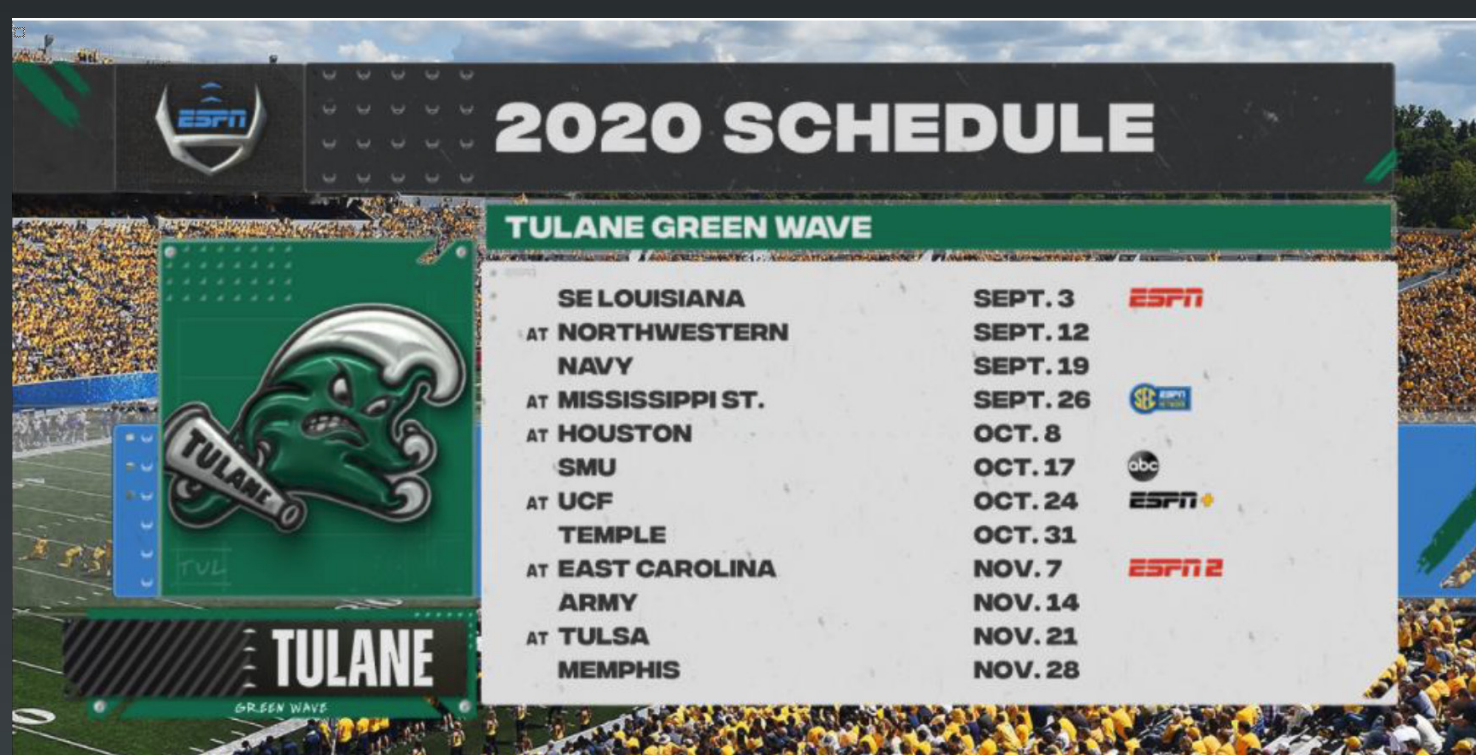 ESPN
2020 SCHEDULE
TULANE GREEN WAVE
SE LOUISIANA SEPT. 3 ESPN
AT NORTHWESTERN SEPT. 12
NAVY SEPT. 19
AT MISSISSIPPI ST. SEPT. 26 SEC ESPN NETWORK
AT HOUSTON OCT. 8
SMU OCT. 17 abc
AT UCF OCT. 24 ESPN+
TEMPLE OCT. 31
AT EAST CAROLINA NOV. 7 ESPN 2
ARMY NOV. 14
AT TULSA NOV. 21
MEMPHIS NOV. 28
TULANE
TUL
TULANE
GREEN WAVE